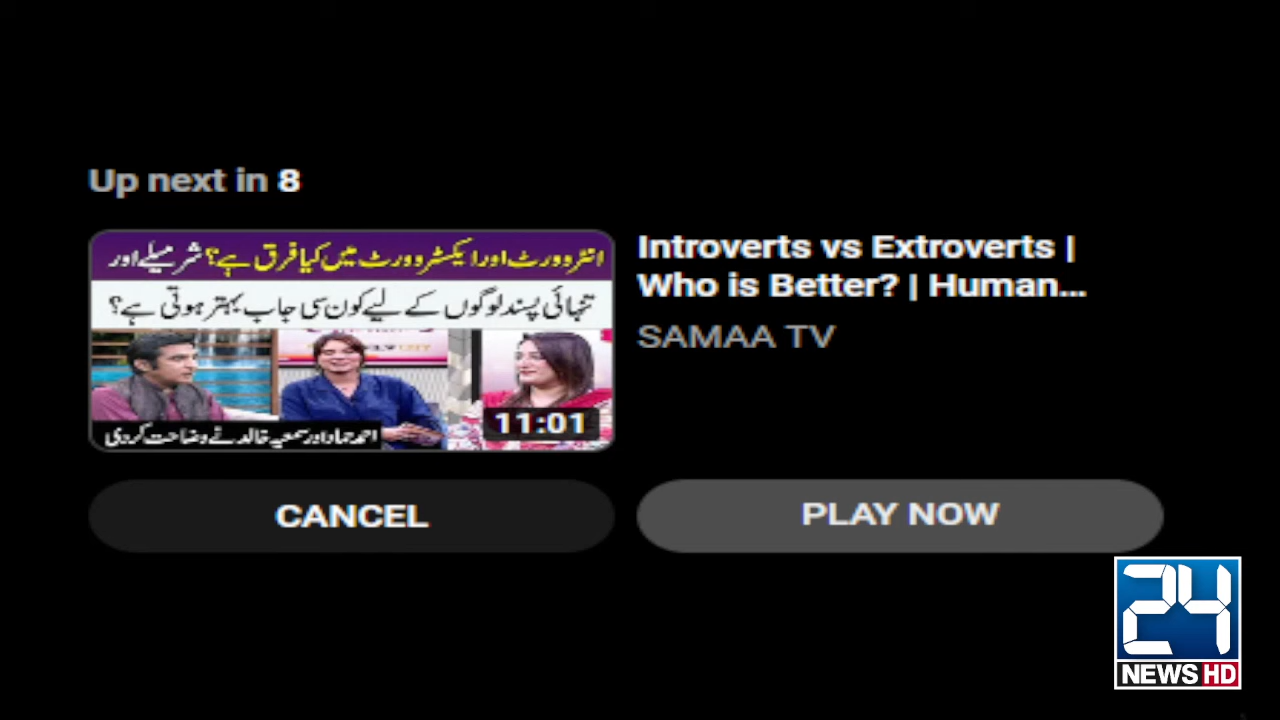 Up next in 8
انٹروورٹ اور ایکسٹروورٹ میں کیا فرق ہے؟ شرمیلے اور
تنہائی پسند لوگوں کے لیے کون سی جاب بہتر ہوتی ہے؟
احمد حماد اور سمعیہ خالد نے وضاحت کر دی
11:01
Introverts vs Extroverts |
Who is Better? | Human...
SAMAA TV
CANCEL
PLAY NOW
24
NEWS HD